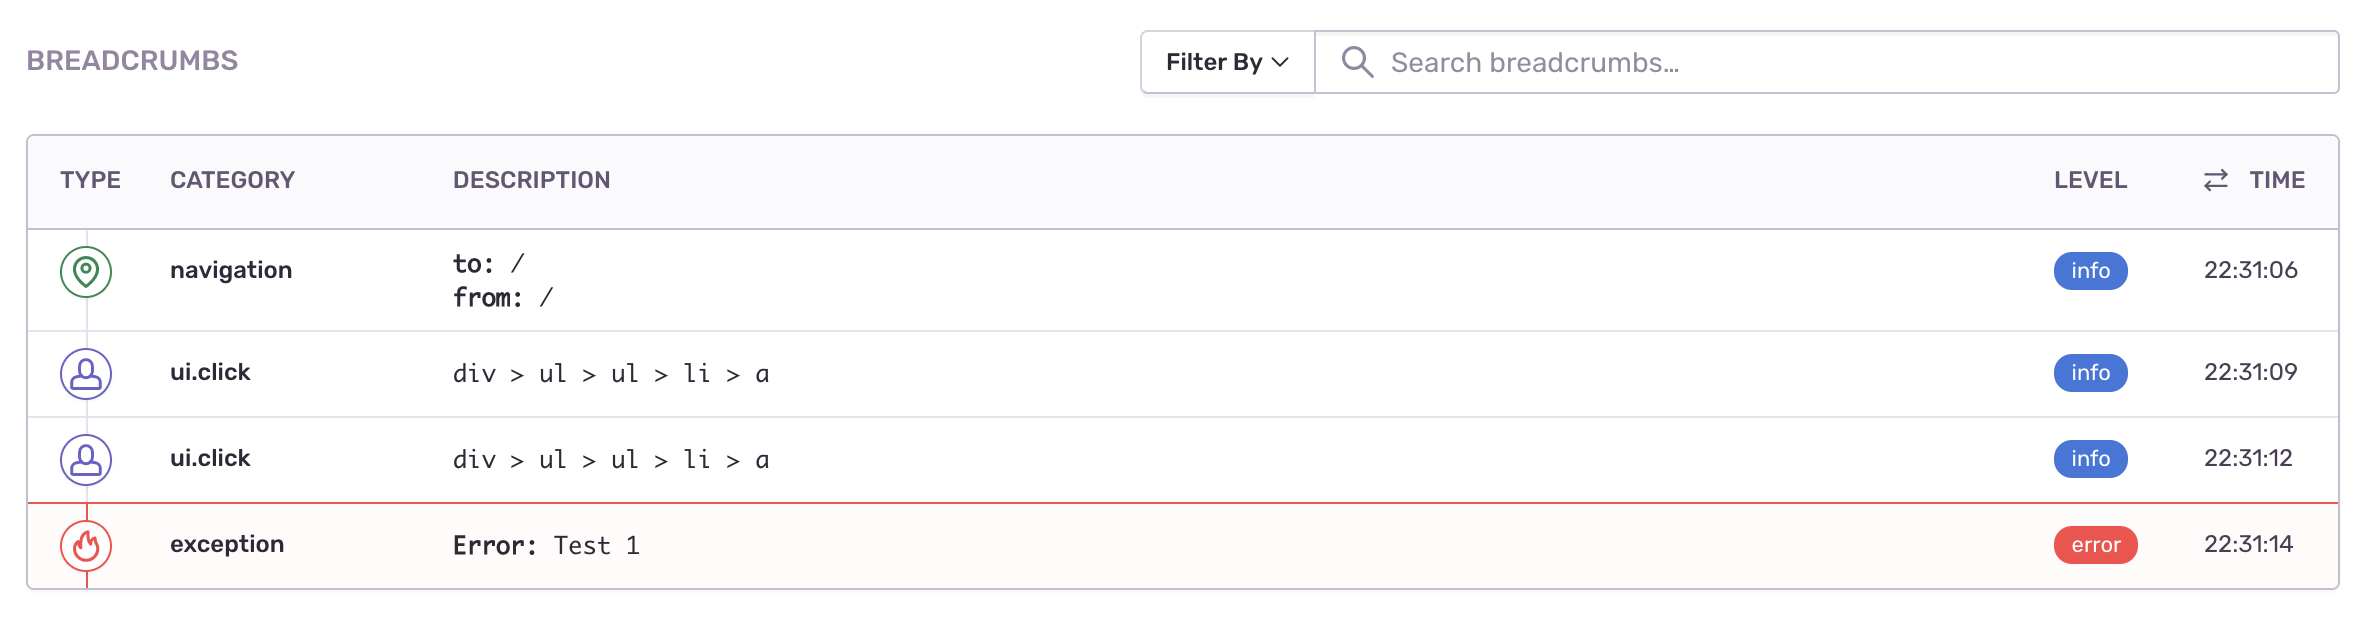 BREADCRUMBS
Filter By
Search breadcrumbs...
TYPE CATEGORY DESCRIPTION LEVEL TIME
navigation to: / info 22:31:06
from: /
ui.click div > ul > ul > li > a info 22:31:09
ui.click div > ul > ul > li > a info 22:31:12
exception Error: Test 1 error 22:31:14